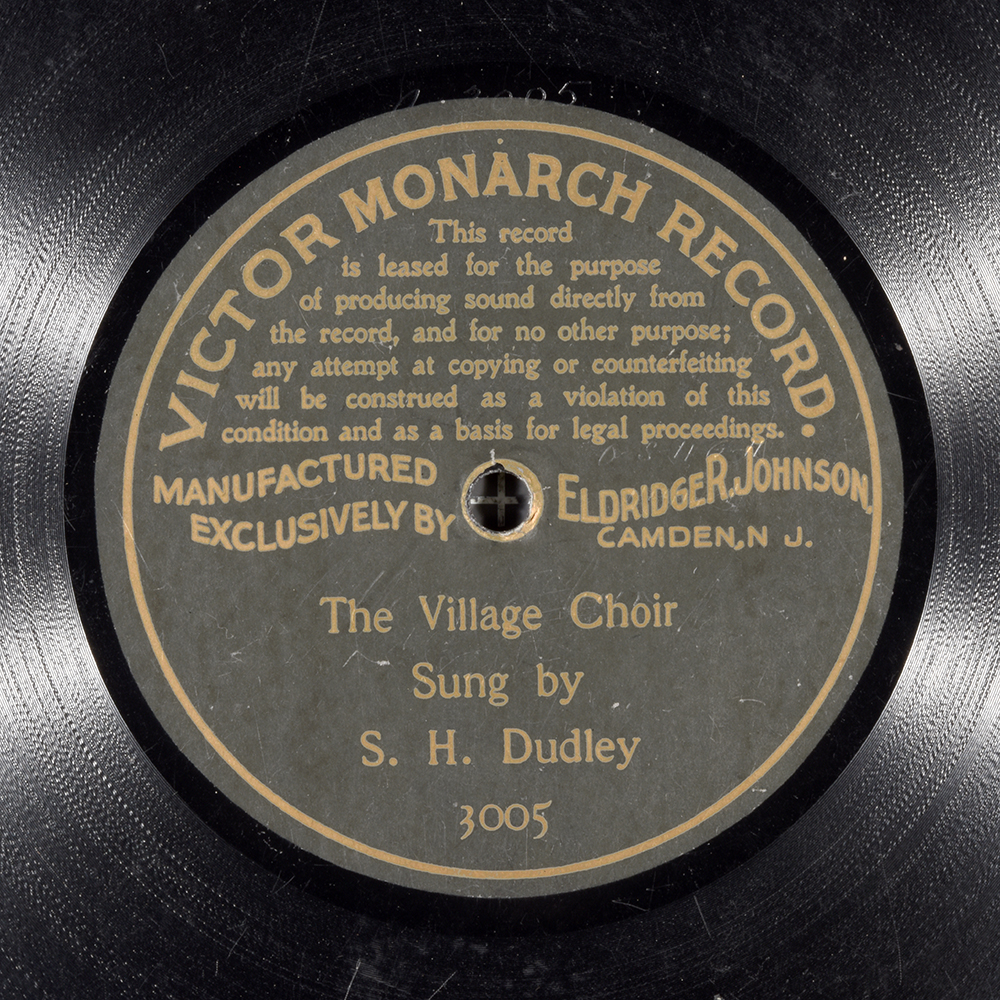 VICTOR MONARCH RECORD.
This record
is leased for the purpose
of producing sound directly from
the record, and for no other purpose;
any attempt at copying or counterfeiting
will be construed as a violation of this
condition and as a basis for legal proceedings.
MANUFACTURED
EXCLUSIVELY BY
ELDRIDGE R. JOHNSON,
CAMDEN, N J.
The Village Choir
Sung by
S. H. Dudley
3005